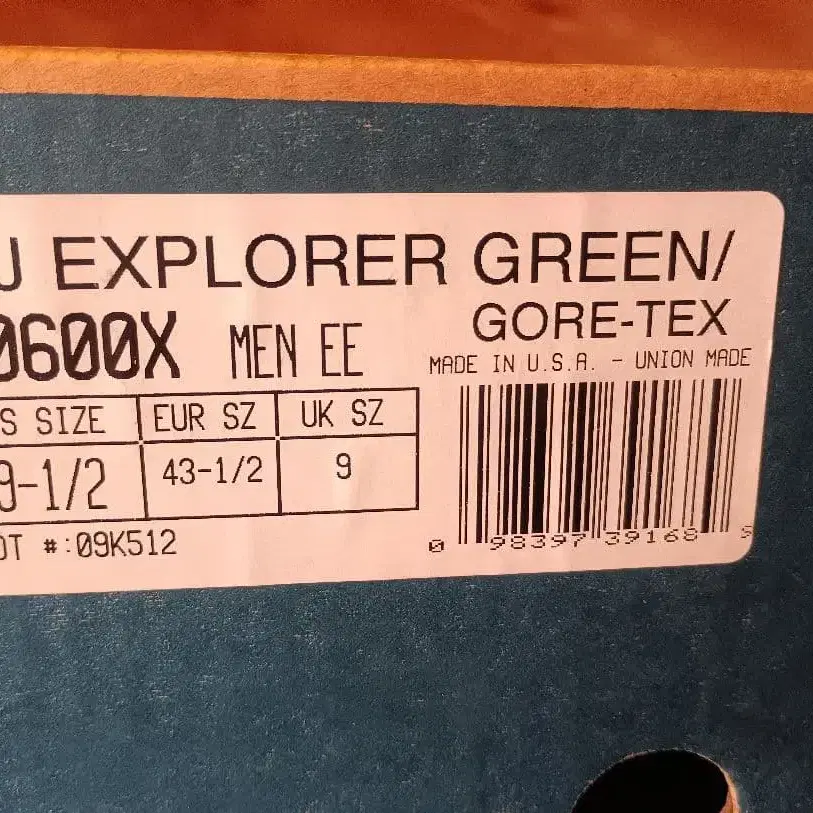 J EXPLORER GREEN/
0600X MEN EE GORE-TEX
MADE IN U.S.A. - UNION MADE
S SIZE EUR SZ UK SZ
9-1/2 43-1/2 9
OT #:09K512
0 98397 39168 5